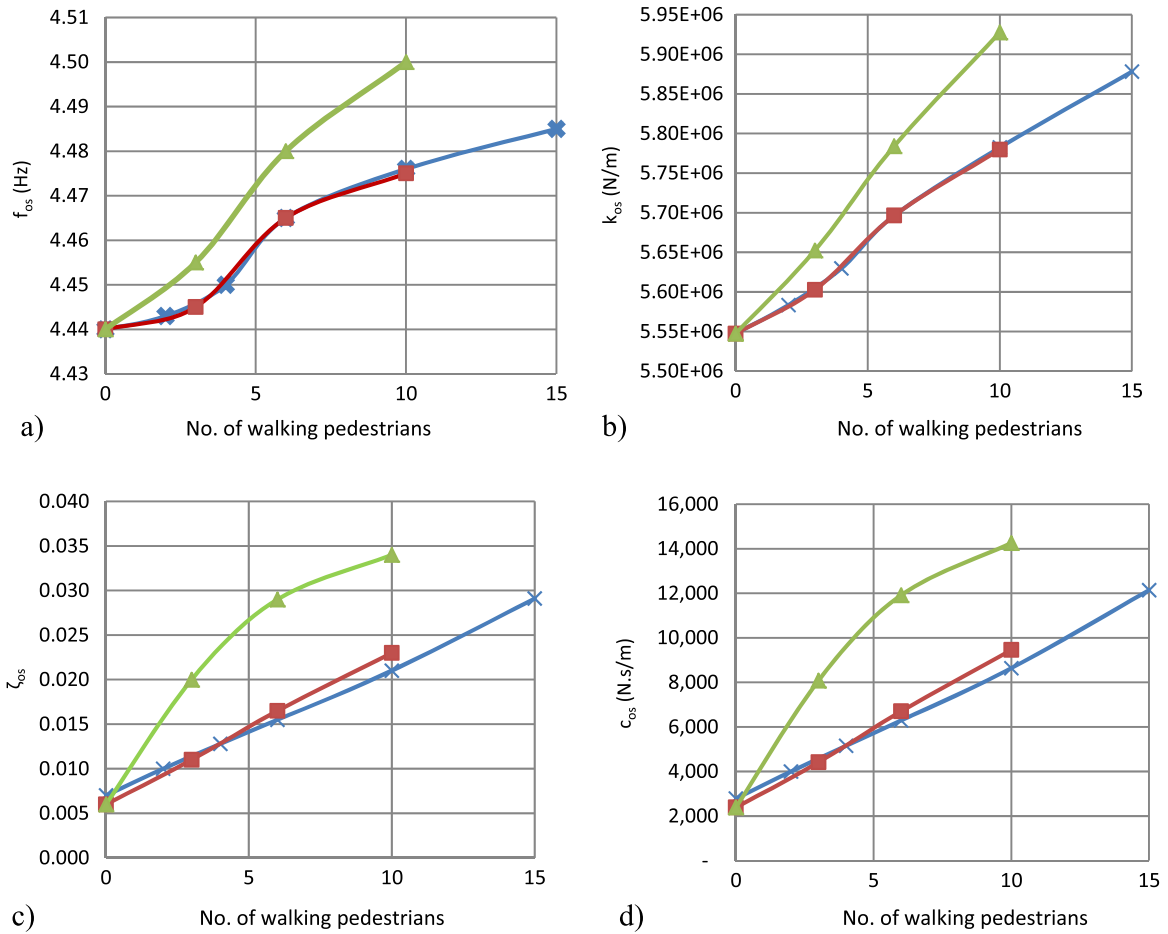 4.51
4.50
4.49
4.48
4.47
4.46
4.45
4.44
4.43
f os (Hz)
0 5 10 15
a) No. of walking pedestrians
5.95E+06
5.90E+06
5.85E+06
5.80E+06
5.75E+06
5.70E+06
5.65E+06
5.60E+06
5.55E+06
5.50E+06
k os (N/m)
0 5 10 15
b) No. of walking pedestrians
0.040
0.035
0.030
0.025
0.020
0.015
0.010
0.005
0.000
ζ os
0 5 10 15
c) No. of walking pedestrians
16,000
14,000
12,000
10,000
8,000
6,000
4,000
2,000
-
c os (N.s/m)
0 5 10 15
d) No. of walking pedestrians